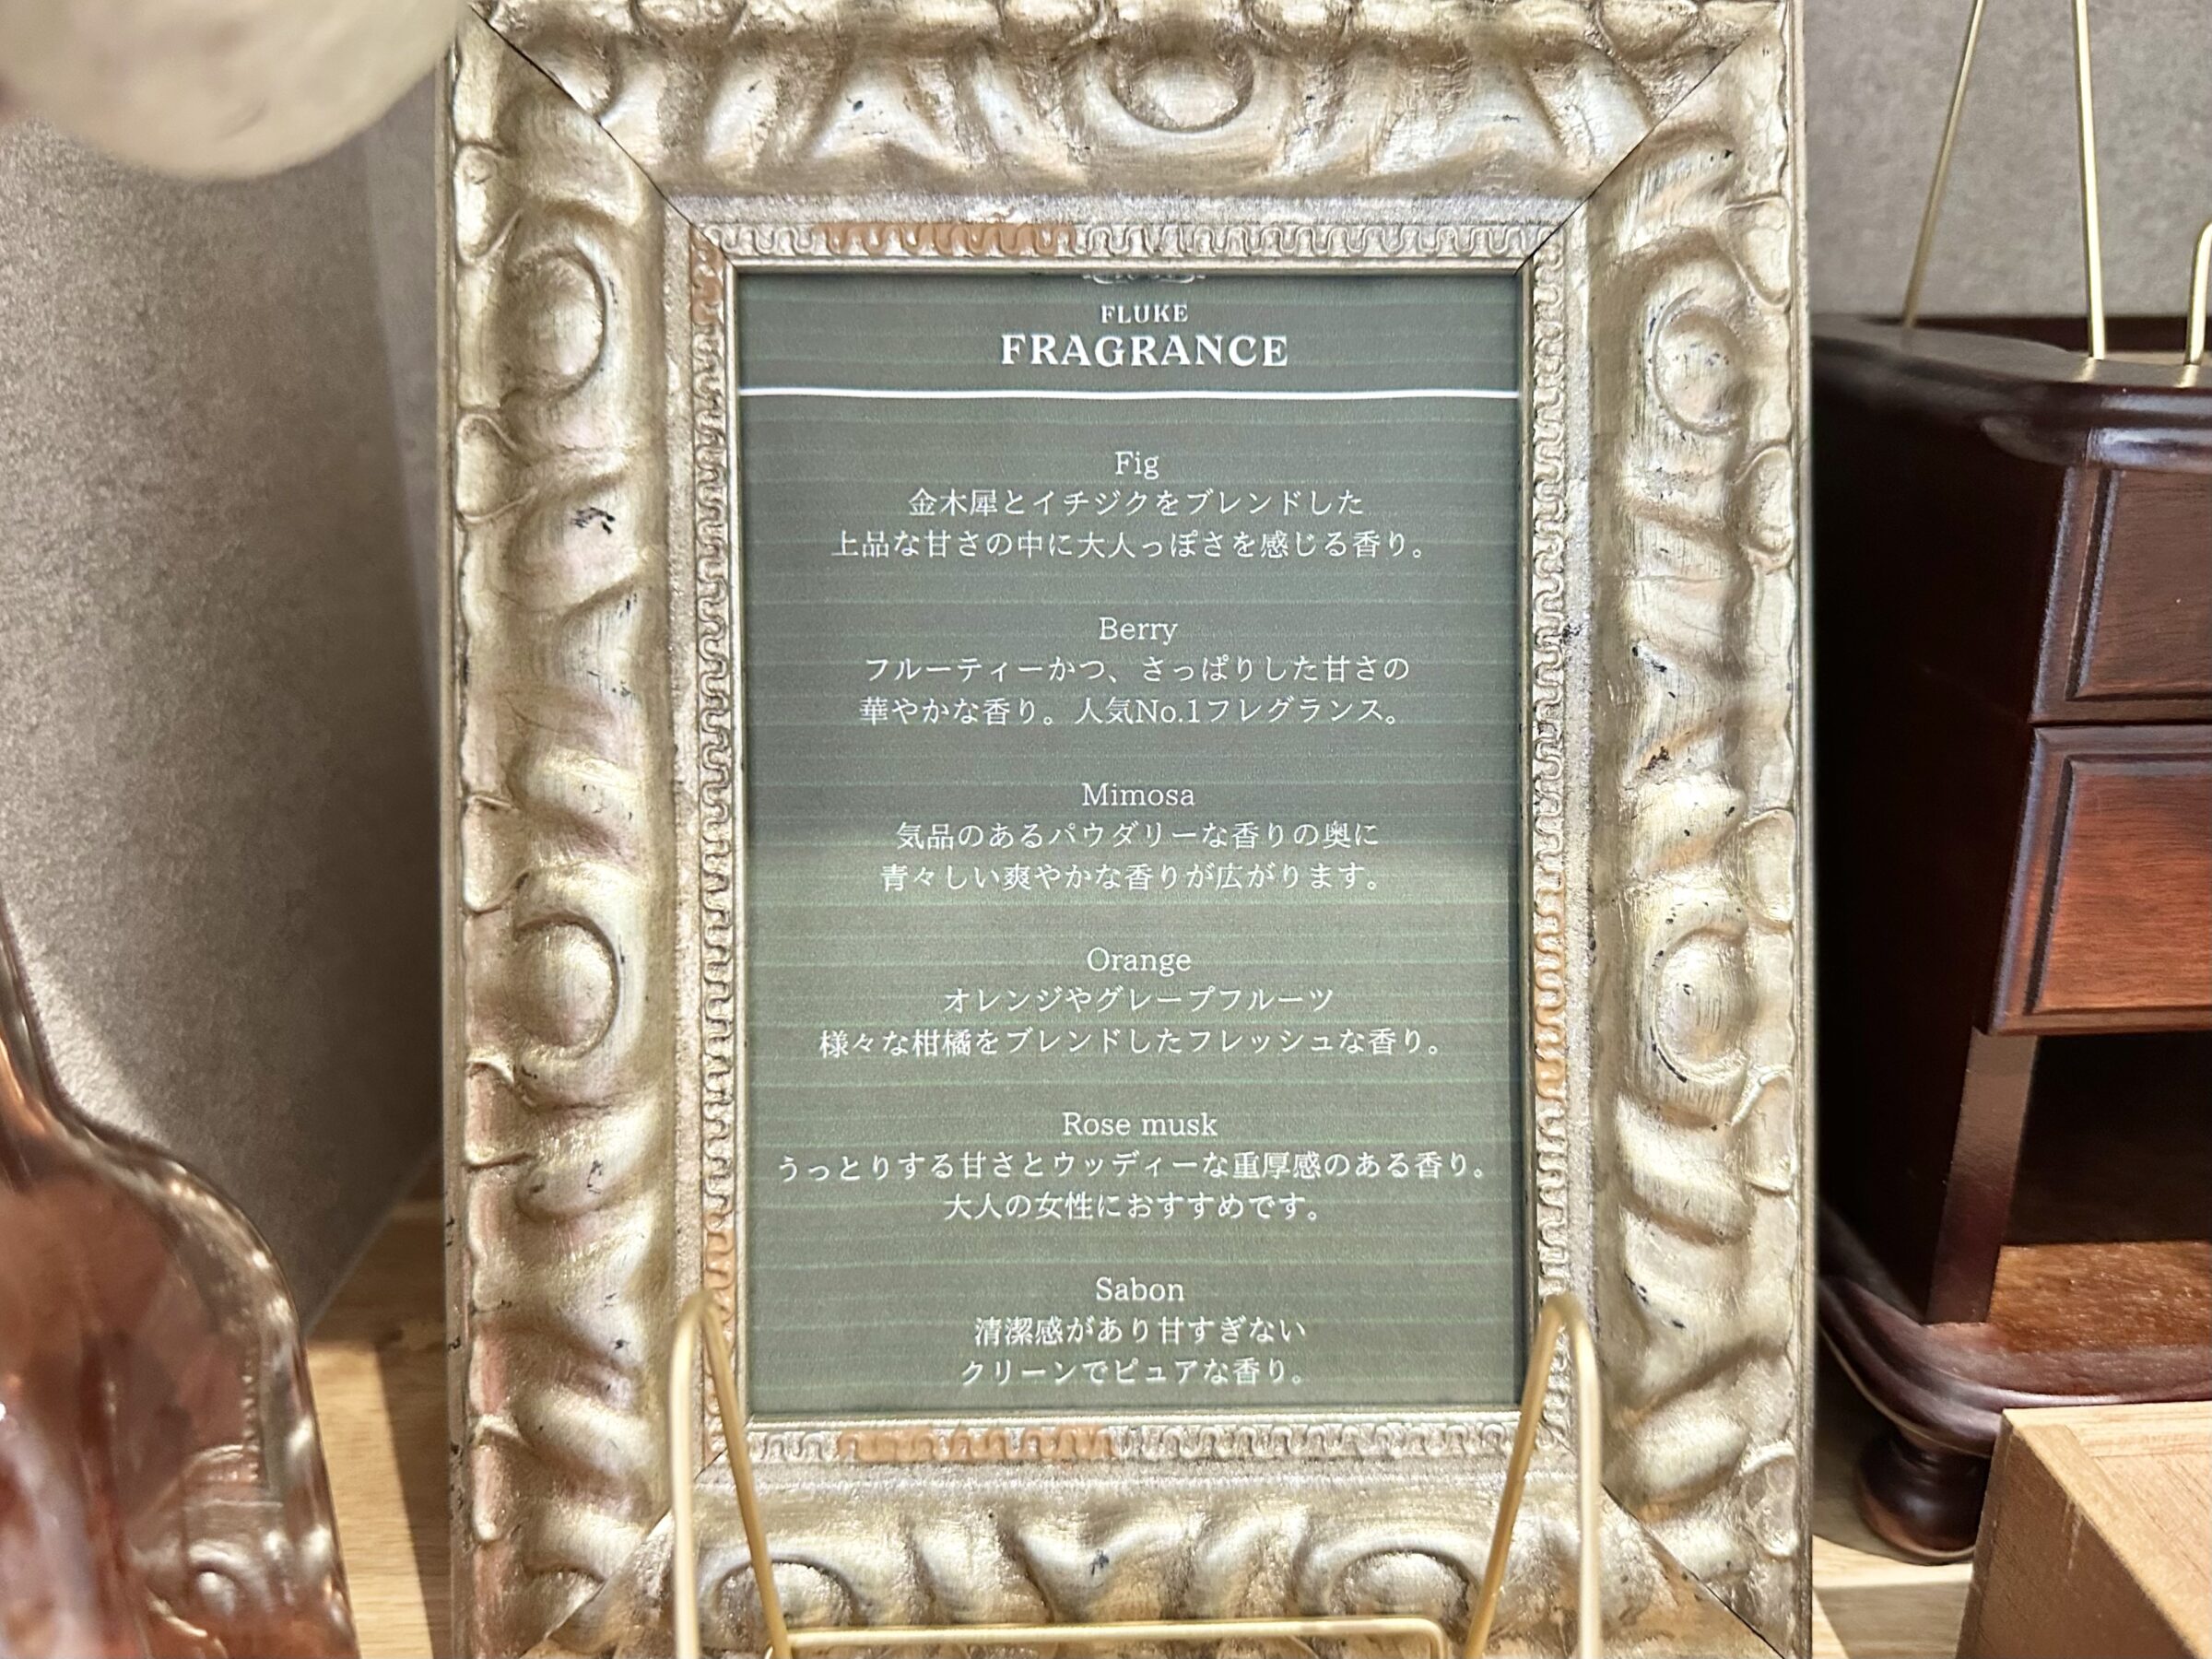 FLUKE
FRAGRANCE
Fig
金木犀とイチジクをブレンドした
上品な甘さの中に大人っぽさを感じる香り。
Berry
フルーティーかつ、さっぱりした甘さの
華やかな香り。人気No.1フレグランス。
Mimosa
気品のあるパウダリーな香りの奥に
青々しい爽やかな香りが広がります。
Orange
オレンジやグレープフルーツ
様々な柑橘をブレンドしたフレッシュな香り。
Rose musk
うっとりする甘さとウッディーな重厚感のある香り。
大人の女性におすすめです。
Sabon
清潔感があり甘すぎない
クリーンでピュアな香り。